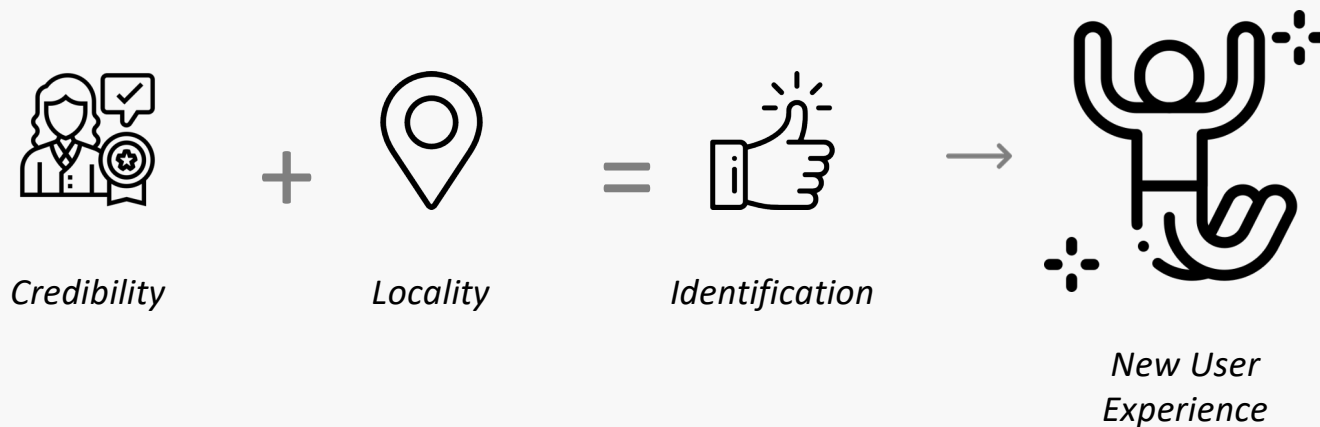 Credibility
+
Locality
=
Identification
→
New User
Experience